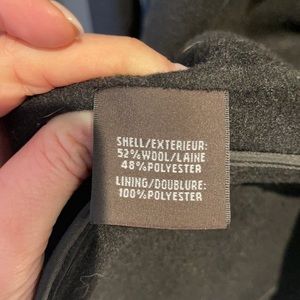 SHELL/EXTERIEUR:
52%WOOL/LAINE
48%POLYESTER
LINING/DOUBLURE:
100%POLYESTER